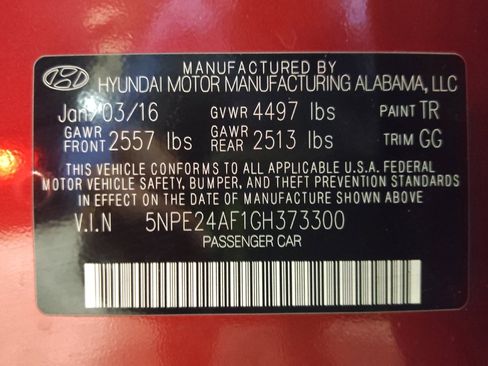 MANUFACTURED BY
HYUNDAI MOTOR MANUFACTURING ALABAMA, LLC
Jan/03/16 GVWR 4497 lbs PAINT TR
GAWR FRONT 2557 lbs GAWR REAR 2513 lbs TRIM GG
THIS VEHICLE CONFORMS TO ALL APPLICABLE U.S.A. FEDERAL
MOTOR VEHICLE SAFETY, BUMPER, AND THEFT PREVENTION STANDARDS
IN EFFECT ON THE DATE OF MANUFACTURE SHOWN ABOVE.
V.I.N 5NPE24AF1GH373300
PASSENGER CAR